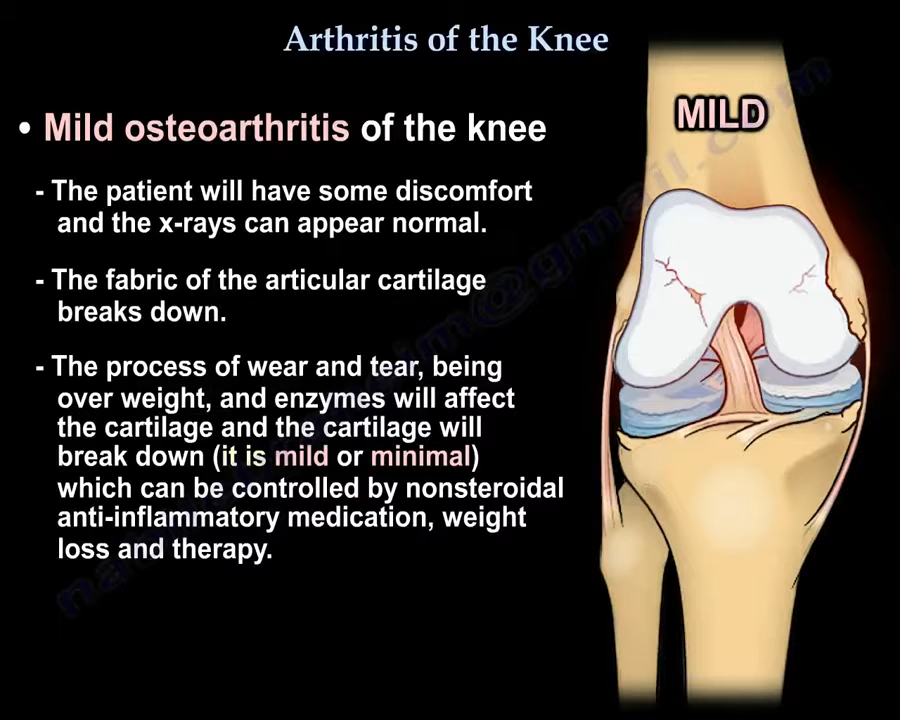 Arthritis of the Knee
MILD
• Mild osteoarthritis of the knee
- The patient will have some discomfort
and the x-rays can appear normal.
- The fabric of the articular cartilage
breaks down.
- The process of wear and tear, being
over weight, and enzymes will affect
the cartilage and the cartilage will
break down (it is mild or minimal)
which can be controlled by nonsteroidal
anti-inflammatory medication, weight
loss and therapy.